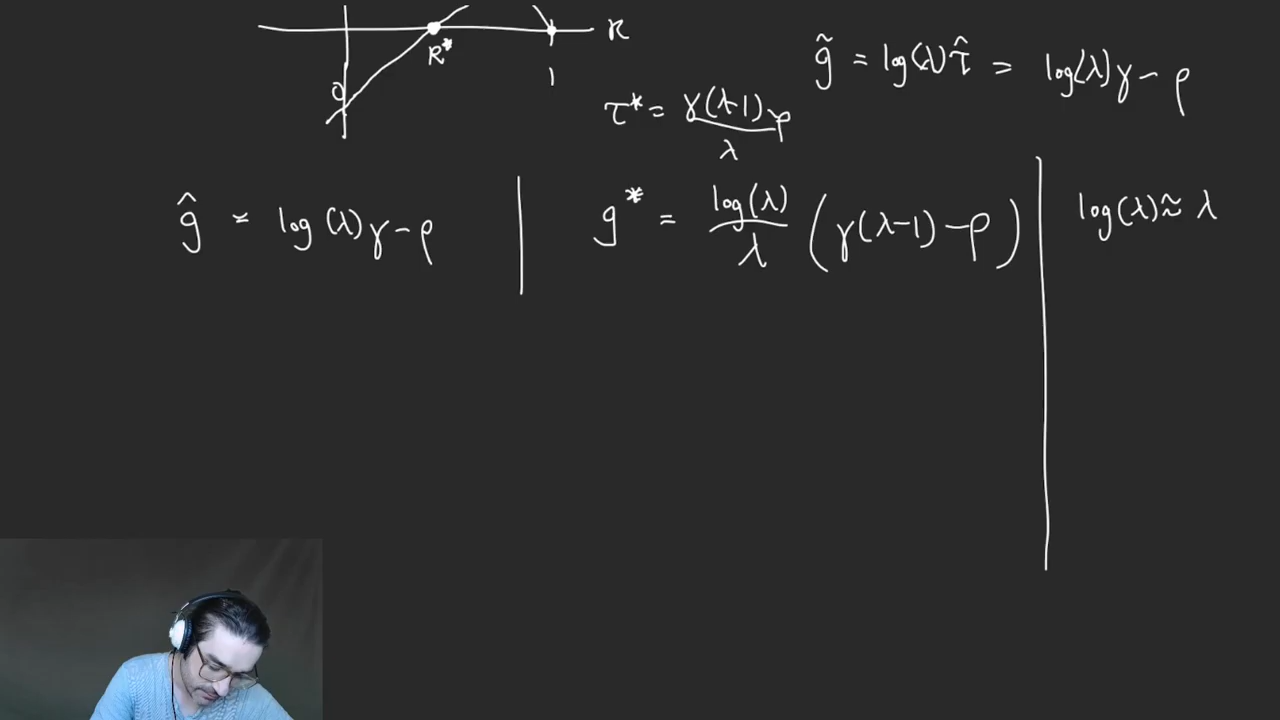 R
R*
1
0
g̃ = log(λ)τ̂ = log(λ)γ − ρ
τ* = γ(λ-1)-ρ / λ
ĝ = log(λ)γ − ρ
g* = log(λ)/λ (γ(λ−1) − ρ)
log(λ) ≈ λ